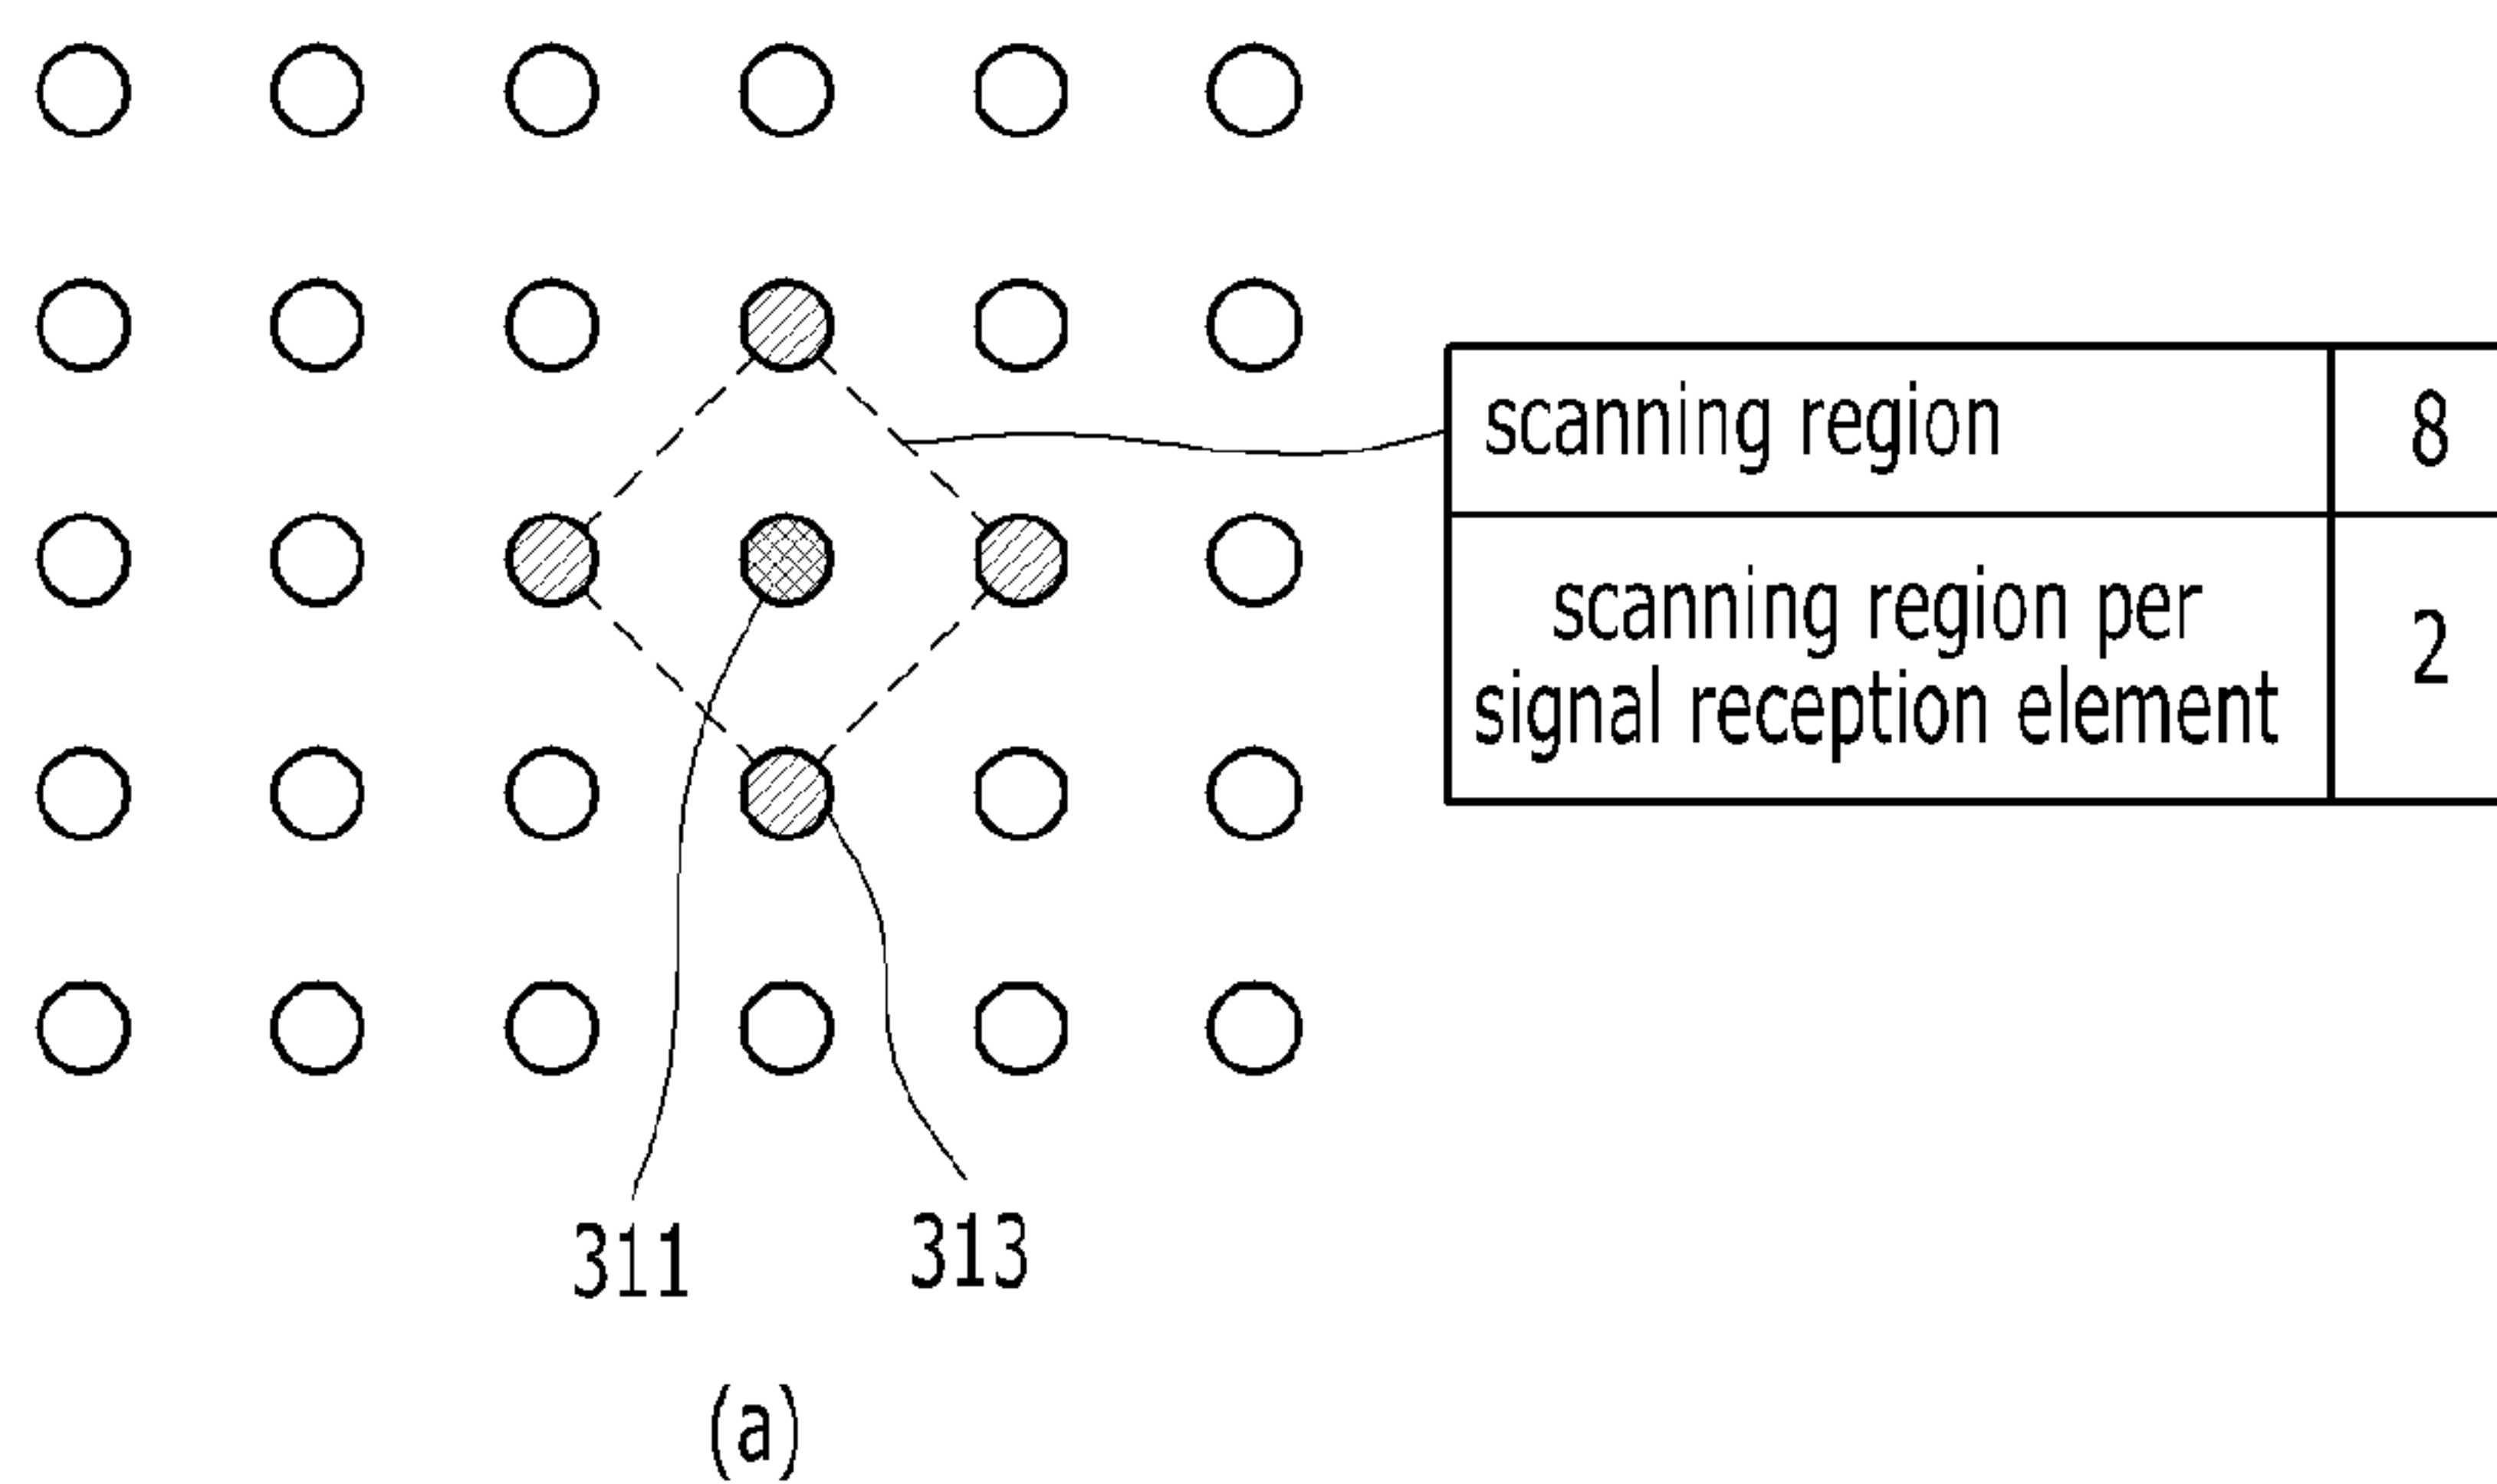 scanning region
8
scanning region per
signal reception element
2
311
313
(a)